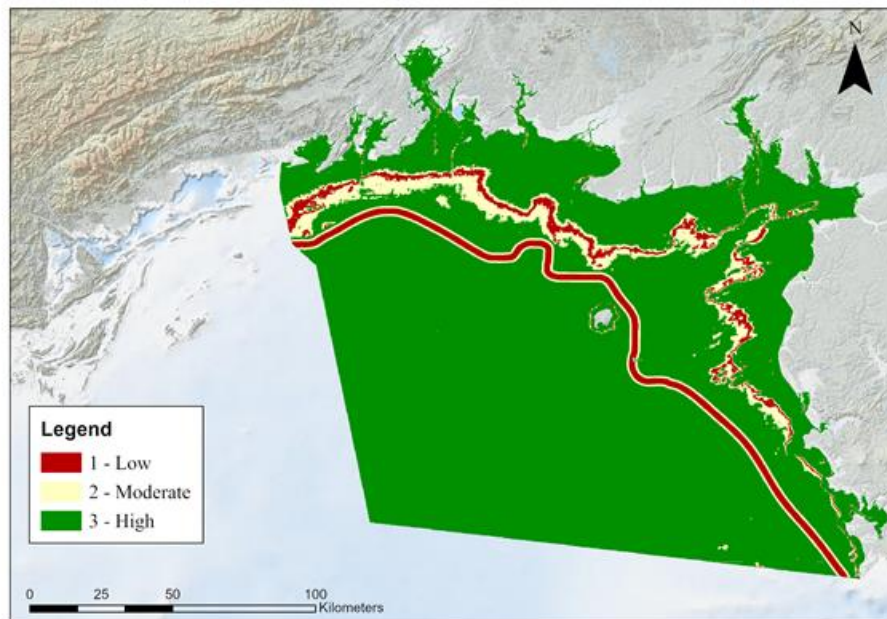 N
Legend
1 - Low
2 - Moderate
3 - High
0 25 50 100
Kilometers